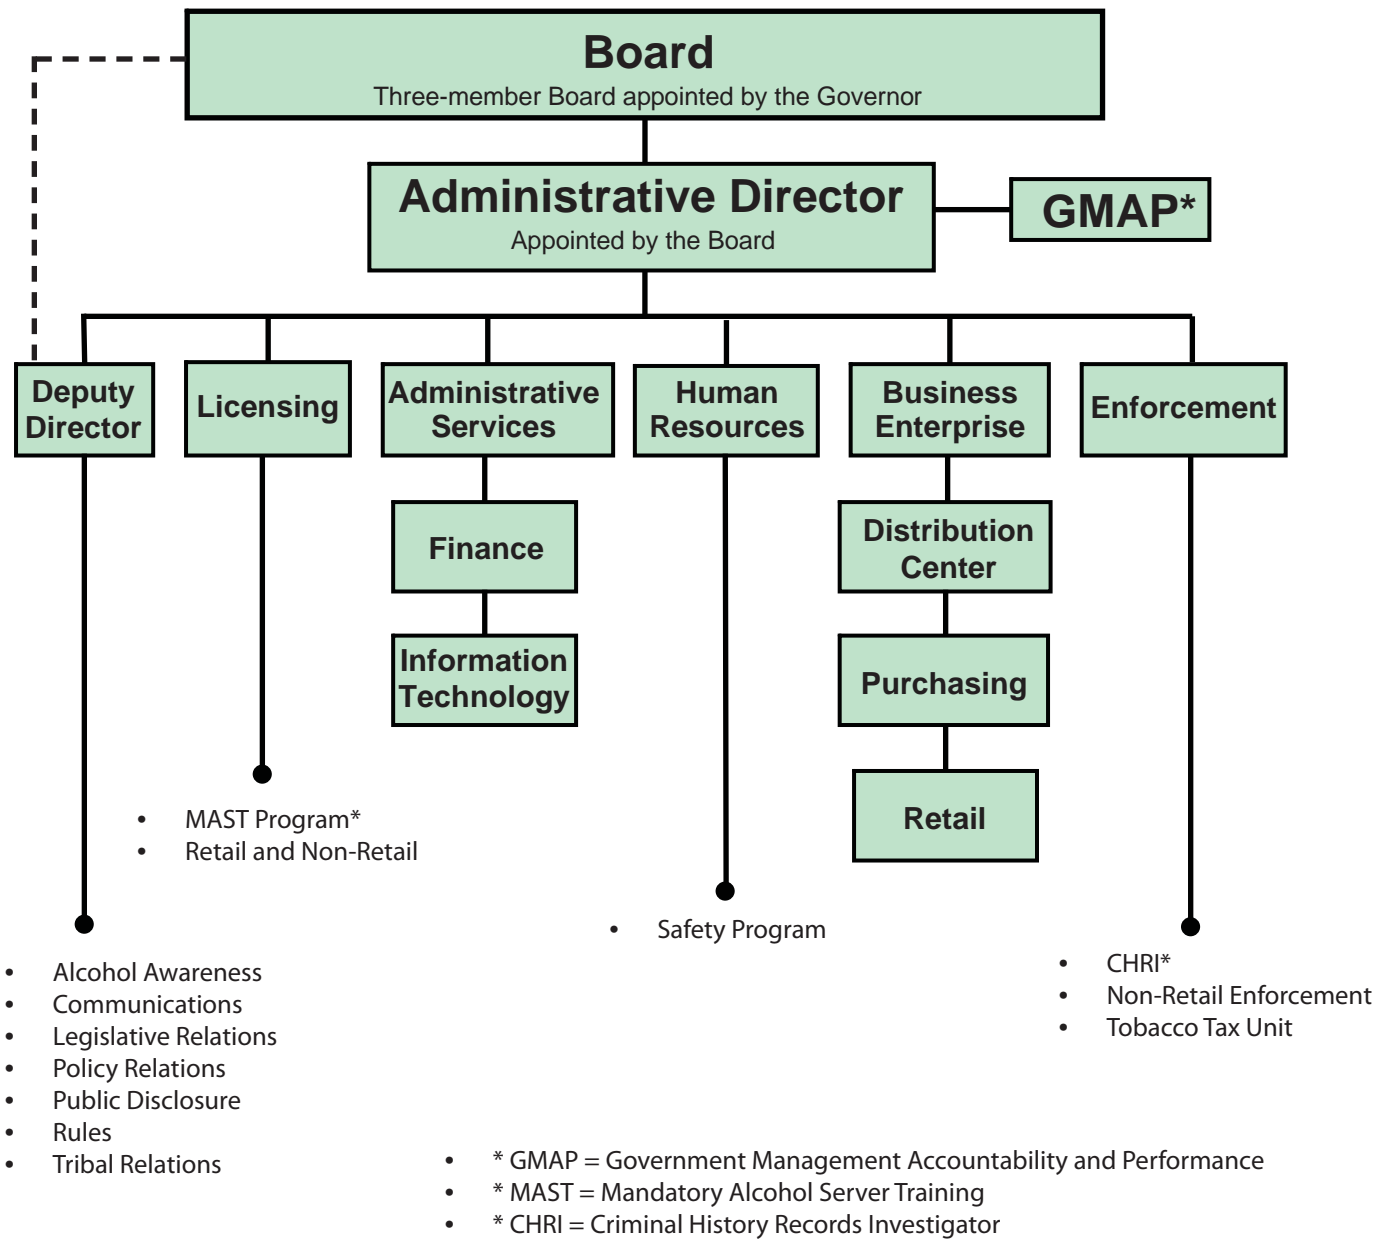 Board
Three-member Board appointed by the Governor
Administrative Director
Appointed by the Board
GMAP*
Deputy
Director
Licensing
Administrative
Services
Human
Resources
Business
Enterprise
Enforcement
Finance
Distribution
Center
Information
Technology
Purchasing
Retail
• MAST Program*
• Retail and Non-Retail
• Safety Program
• Alcohol Awareness
• Communications
• Legislative Relations
• Policy Relations
• Public Disclosure
• Rules
• Tribal Relations
• CHRI*
• Non-Retail Enforcement
• Tobacco Tax Unit
• * GMAP = Government Management Accountability and Performance
• * MAST = Mandatory Alcohol Server Training
• * CHRI = Criminal History Records Investigator